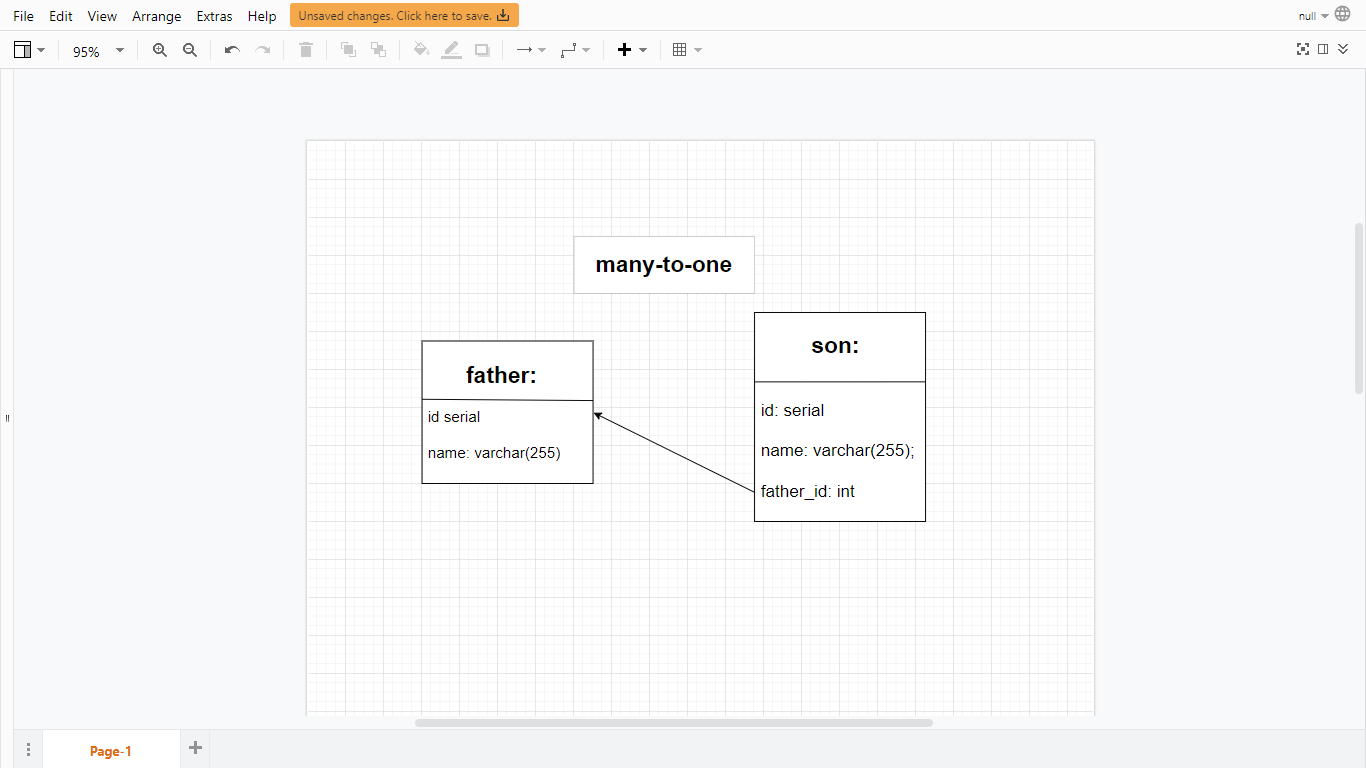 File Edit View Arrange Extras Help Unsaved changes. Click here to save. null
95%
many-to-one
son:
father:
id: serial
id serial
name: varchar(255);
name: varchar(255)
father_id: int
Page-1